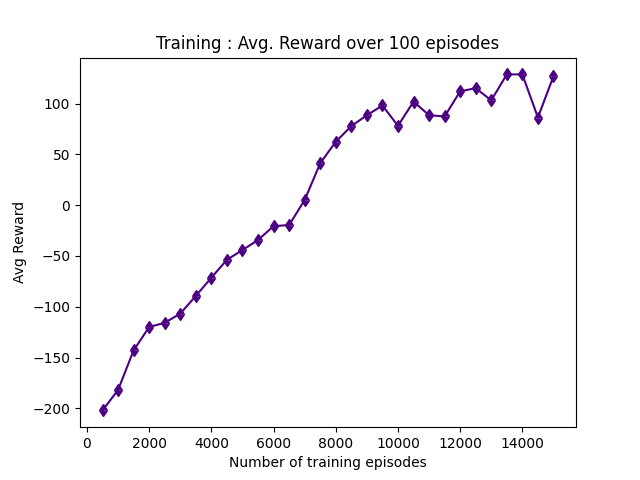 Training : Avg. Reward over 100 episodes
100
50
0
−50
−100
−150
−200
Avg Reward
0 2000 4000 6000 8000 10000 12000 14000
Number of training episodes